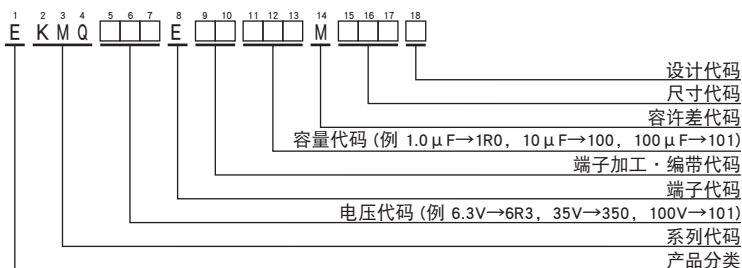 1 2 3 4 5 6 7 8 9 10 11 12 13 14 15 16 17 18
E K M Q □□□ E □□ □□□ M □□□ □
设计代码
尺寸代码
容许差代码
容量代码 (例 1.0μF→1R0, 10μF→100, 100μF→101)
端子加工・编带代码
端子代码
电压代码 (例 6.3V→6R3, 35V→350, 100V→101)
系列代码
产品分类